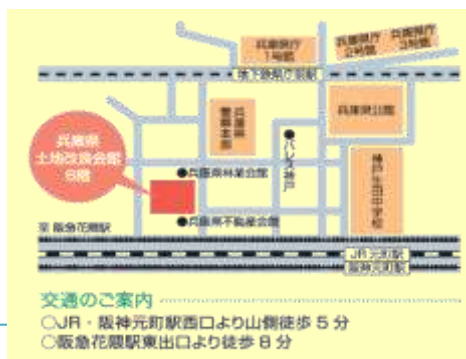 兵庫県庁
1号館
兵庫県庁 兵庫県庁
2号館 3号館
地下鉄県庁前駅
兵庫県
警察本部
兵庫県公館
●パレス神戸
兵庫県
土地改良会館
6階
●兵庫県林業会館
神戸生田中学校
●兵庫県不動産会館
至 阪急花隈駅
JR元町駅
阪神元町駅
交通のご案内
○JR・阪神元町駅西口より山側徒歩5分
○阪急花隈駅東出口より徒歩8分